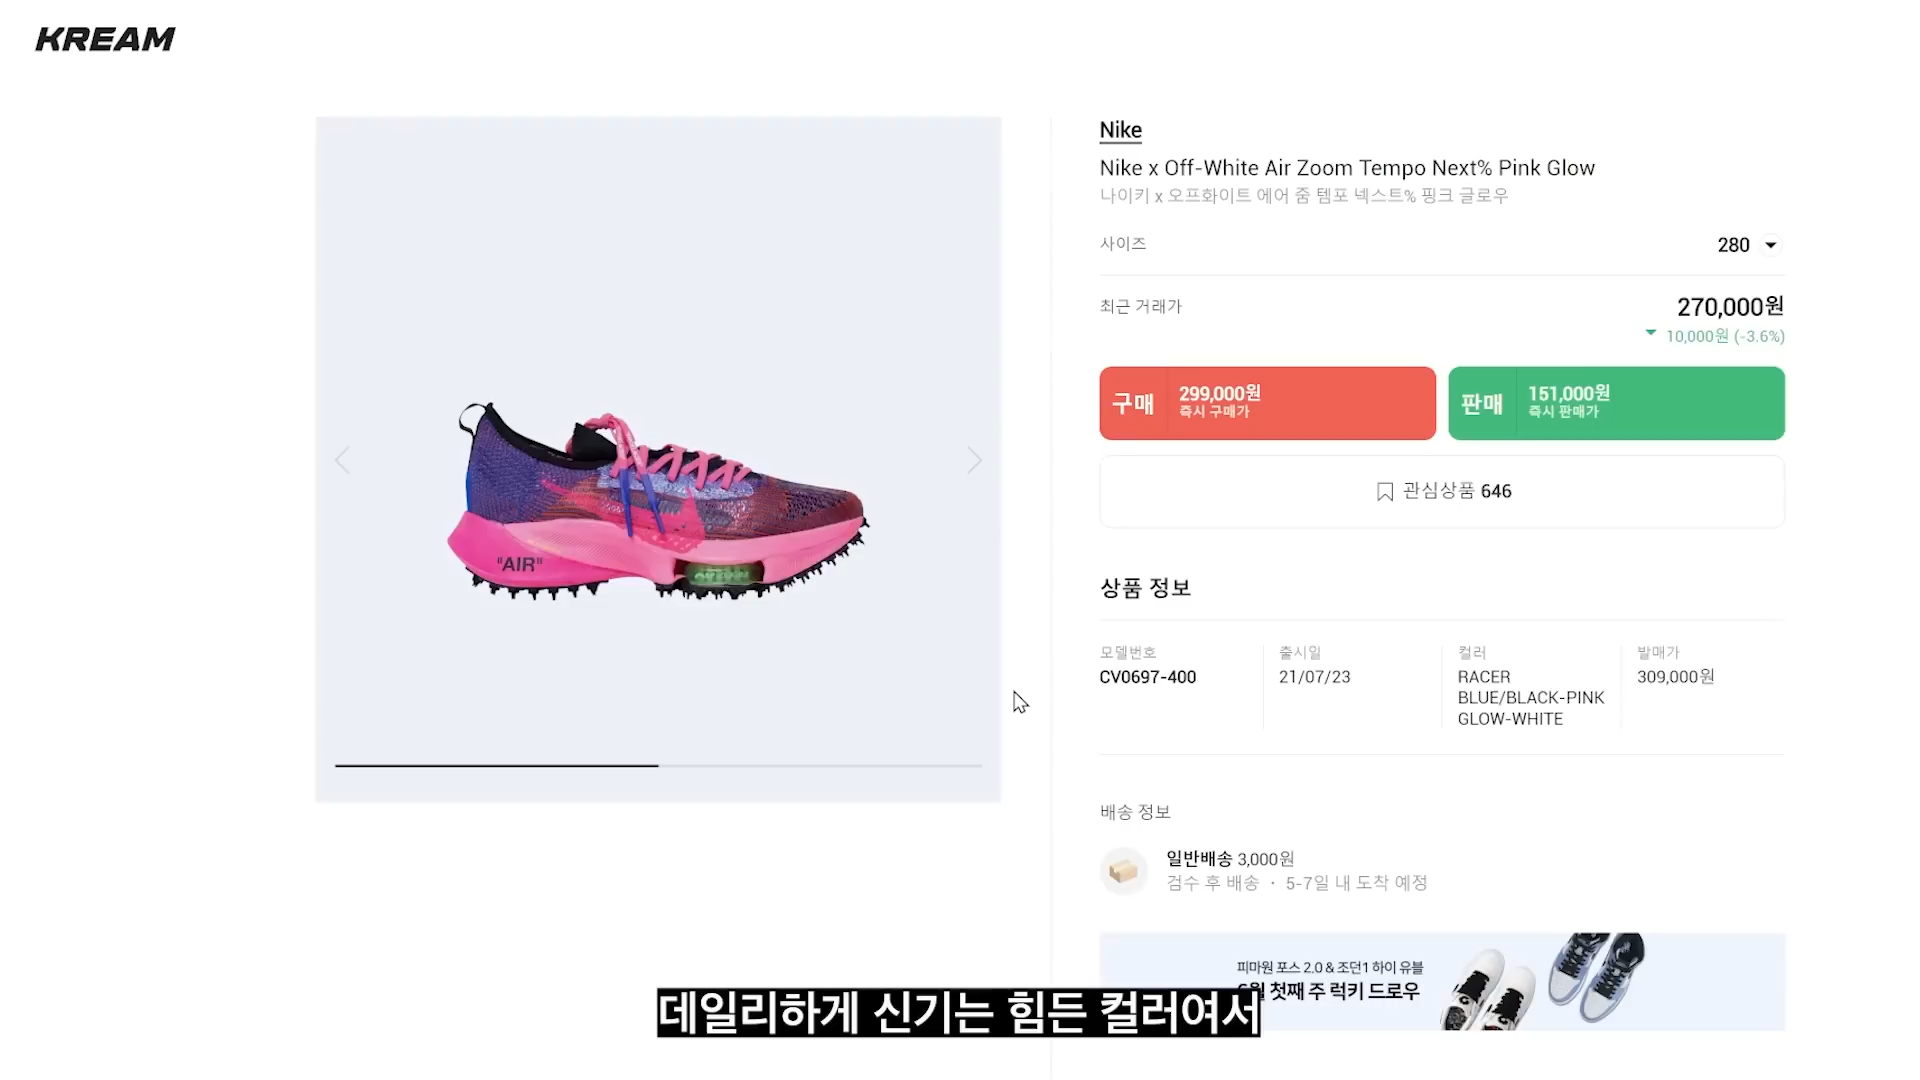 KREAM
Nike
Nike x Off-White Air Zoom Tempo Next% Pink Glow
나이키 x 오프화이트 에어 줌 템포 넥스트% 핑크 글로우
사이즈
280
최근 거래가
270,000원
10,000원 (-3.6%)
구매
299,000원
즉시 구매가
판매
151,000원
즉시 판매가
관심상품 646
"AIR"
상품 정보
모델번호
CV0697-400
출시일
21/07/23
컬러
RACER
BLUE/BLACK-PINK
GLOW-WHITE
발매가
309,000원
배송 정보
일반배송 3,000원
검수 후 배송 ・ 5-7일 내 도착 예정
피마원 포스 2.0 & 조던1 하이 유블
6월 첫째 주 럭키 드로우
데일리하게 신기는 힘든 컬러여서